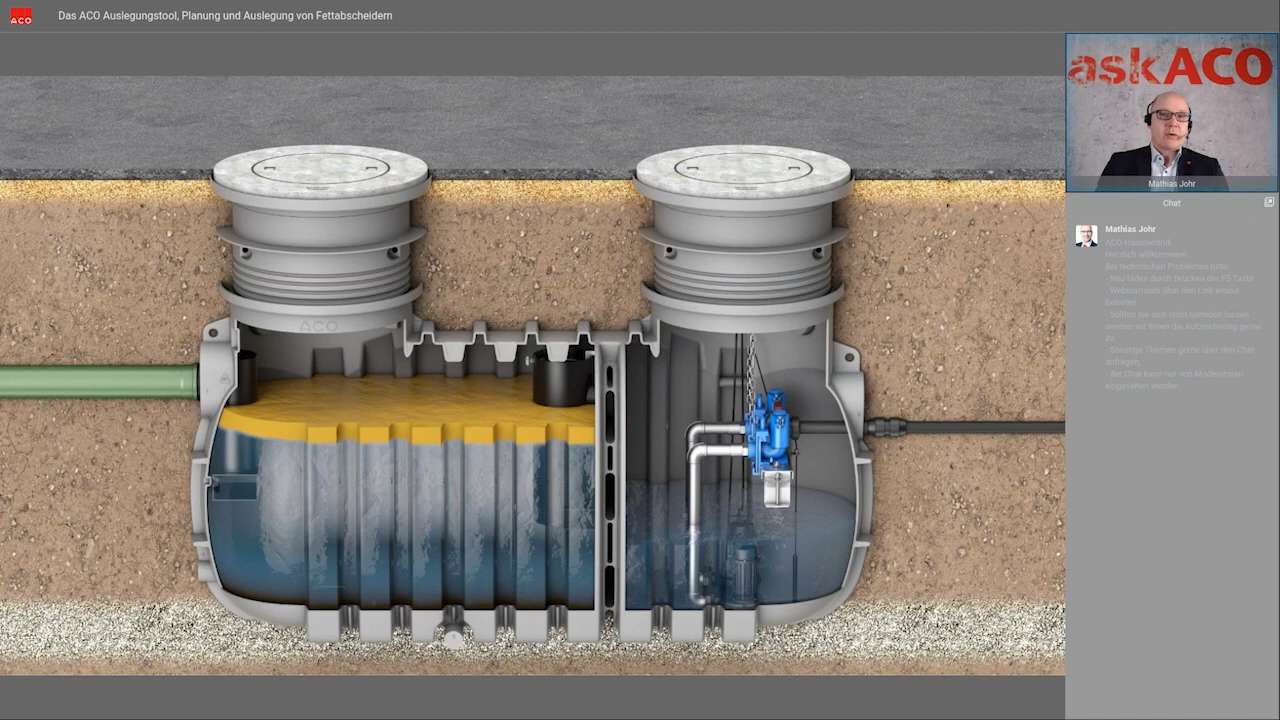 ACO
Das ACO Auslegungstool, Planung und Auslegung von Fettabscheidern
askACO
Mathias Johr
Chat
Mathias Johr
ACO Haustechnik
Herzlich willkommen!
Bei technischen Problemen bitte:
- Neu laden durch Drücken der F5 Taste
- Webinarraum über den Link erneut
betreten
- Sollten sie sich nicht beheben lassen
senden wir Ihnen die Aufzeichnung gerne
zu.
- Sonstige Themen gerne über den Chat
anfragen.
- der Chat kann nur von Moderatoren
eingesehen werden.
ACO